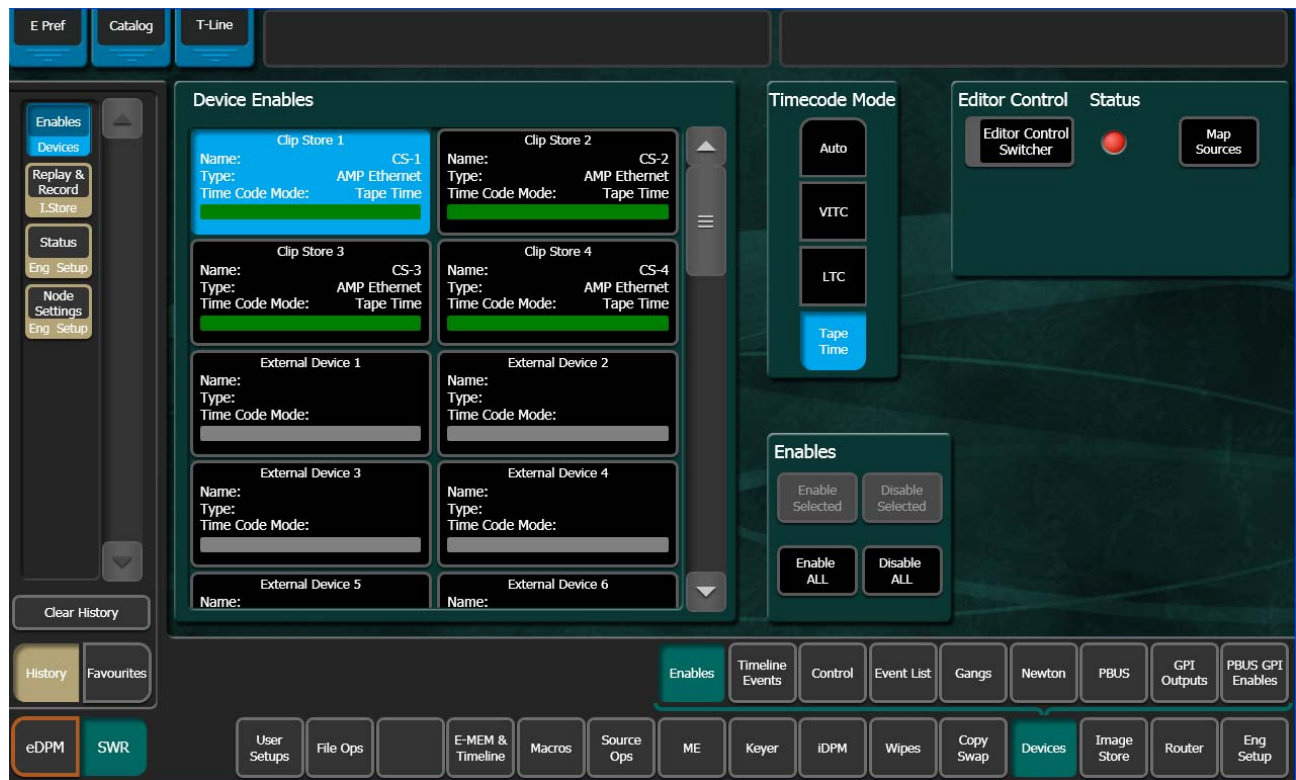 E Pref
Catalog
T-Line
Enables
Devices
Replay &
Record
I.Store
Status
Eng Setup
Node
Settings
Eng Setup
Clear History
History
Favourites
Device Enables
Clip Store 1
Name: CS-1
Type: AMP Ethernet
Time Code Mode: Tape Time
Clip Store 2
Name: CS-2
Type: AMP Ethernet
Time Code Mode: Tape Time
Clip Store 3
Name: CS-3
Type: AMP Ethernet
Time Code Mode: Tape Time
Clip Store 4
Name: CS-4
Type: AMP Ethernet
Time Code Mode: Tape Time
External Device 1
Name:
Type:
Time Code Mode:
External Device 2
Name:
Type:
Time Code Mode:
External Device 3
Name:
Type:
Time Code Mode:
External Device 4
Name:
Type:
Time Code Mode:
External Device 5
Name:
External Device 6
Name:
Timecode Mode
Auto
VITC
LTC
Tape
Time
Editor Control
Status
Editor Control
Switcher
Map
Sources
Enables
Enable
Selected
Disable
Selected
Enable
ALL
Disable
ALL
Enables
Timeline
Events
Control
Event List
Gangs
Newton
PBUS
GPI
Outputs
PBUS GPI
Enables
eDPM
SWR
User
Setups
File Ops
E-MEM &
Timeline
Macros
Source
Ops
ME
Keyer
iDPM
Wipes
Copy
Swap
Devices
Image
Store
Router
Eng
Setup